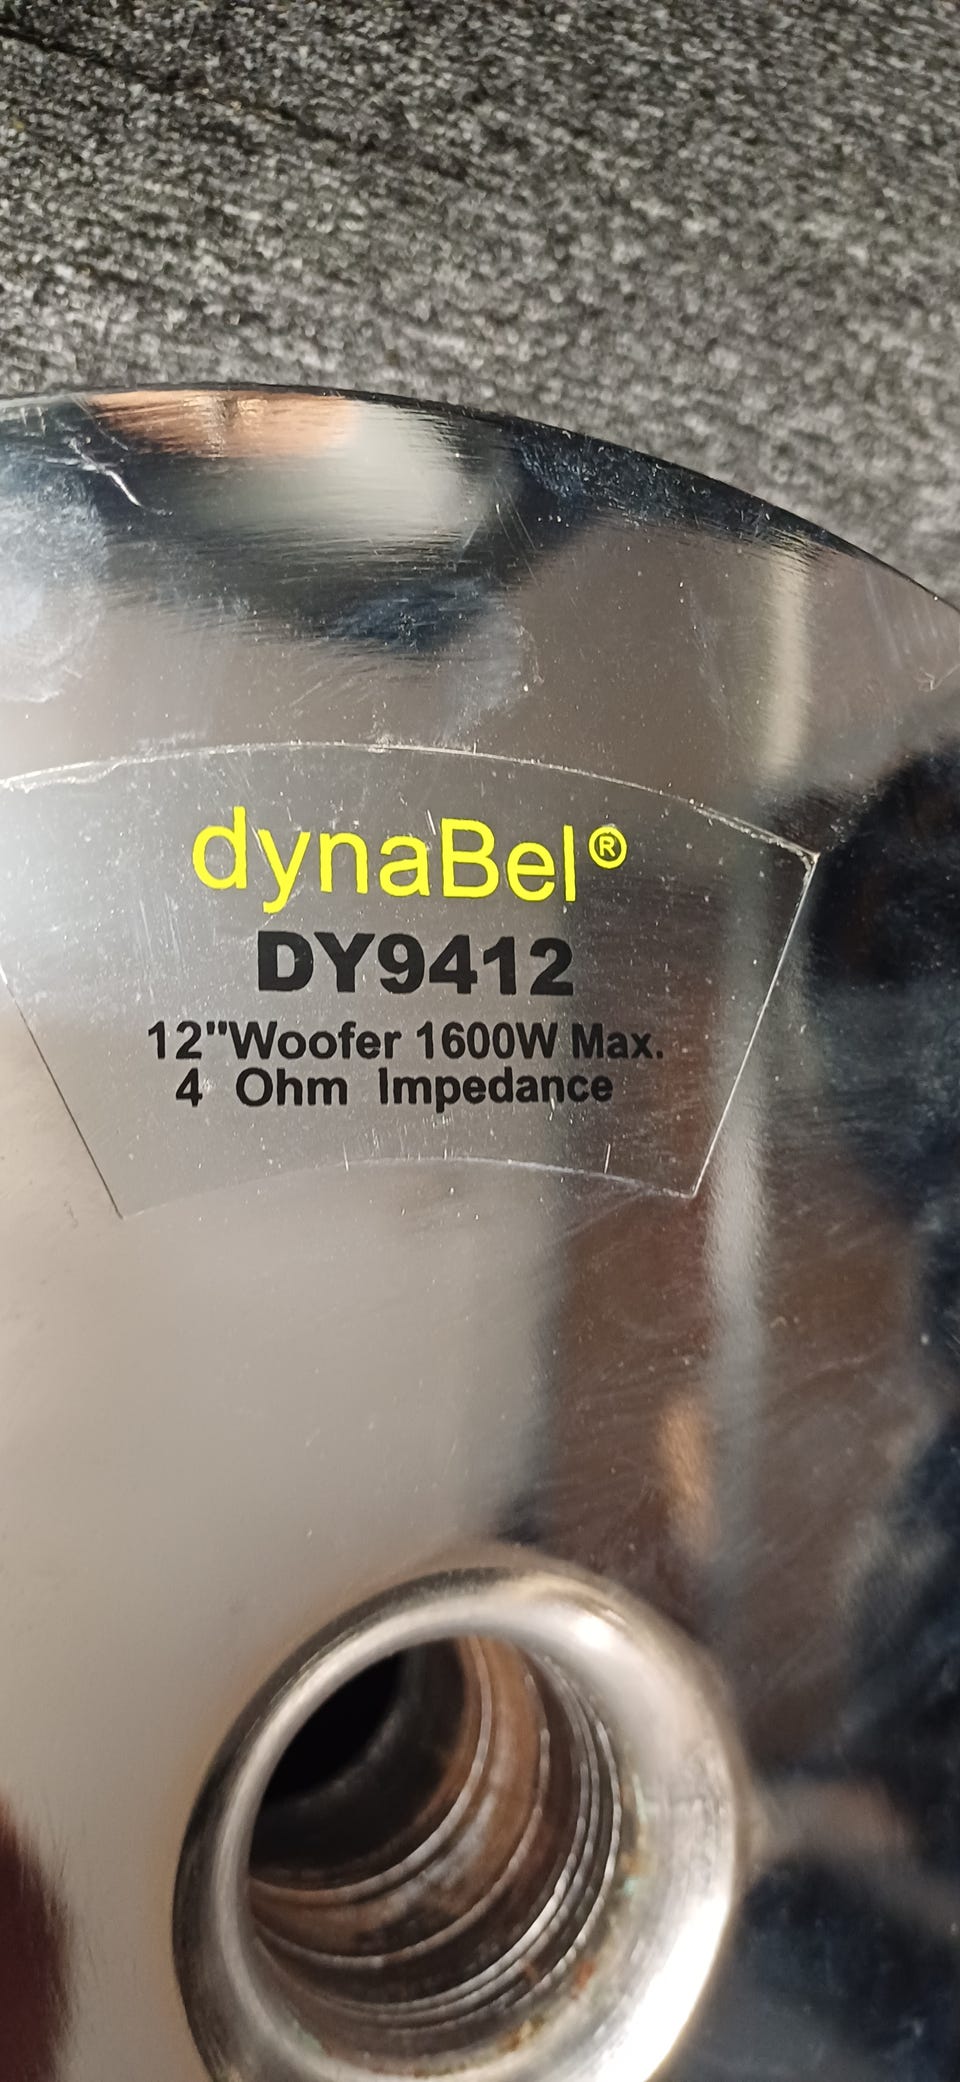 dynaBel®
DY9412
12"Woofer 1600W Max.
4 Ohm Impedance